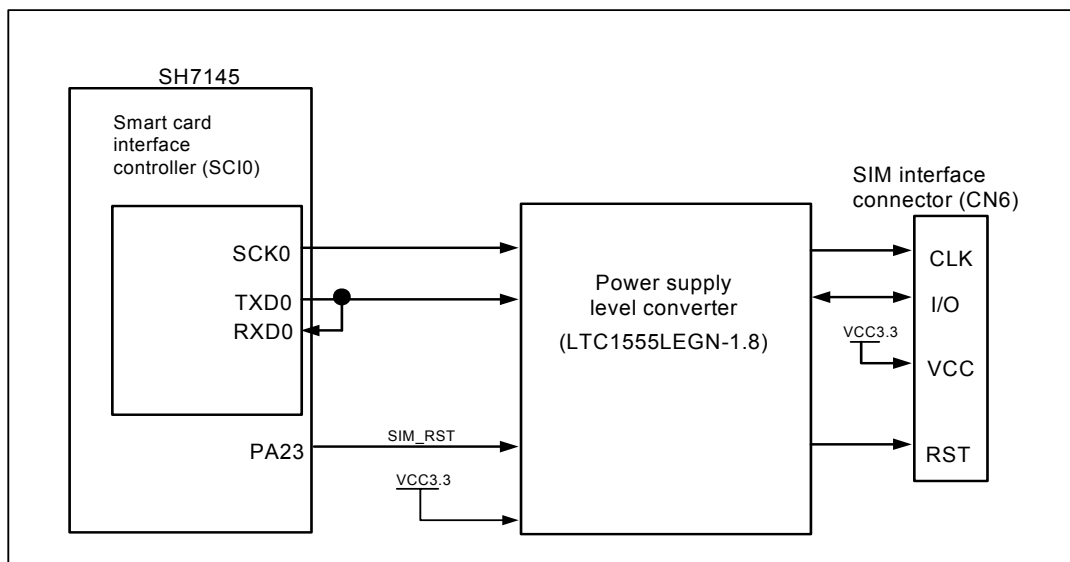 SH7145
Smart card
interface
controller (SCI0)
SCK0
TXD0
RXD0
PA23
SIM_RST
VCC3.3
Power supply
level converter
(LTC1555LEGN-1.8)
SIM interface
connector (CN6)
CLK
I/O
VCC3.3
VCC
RST